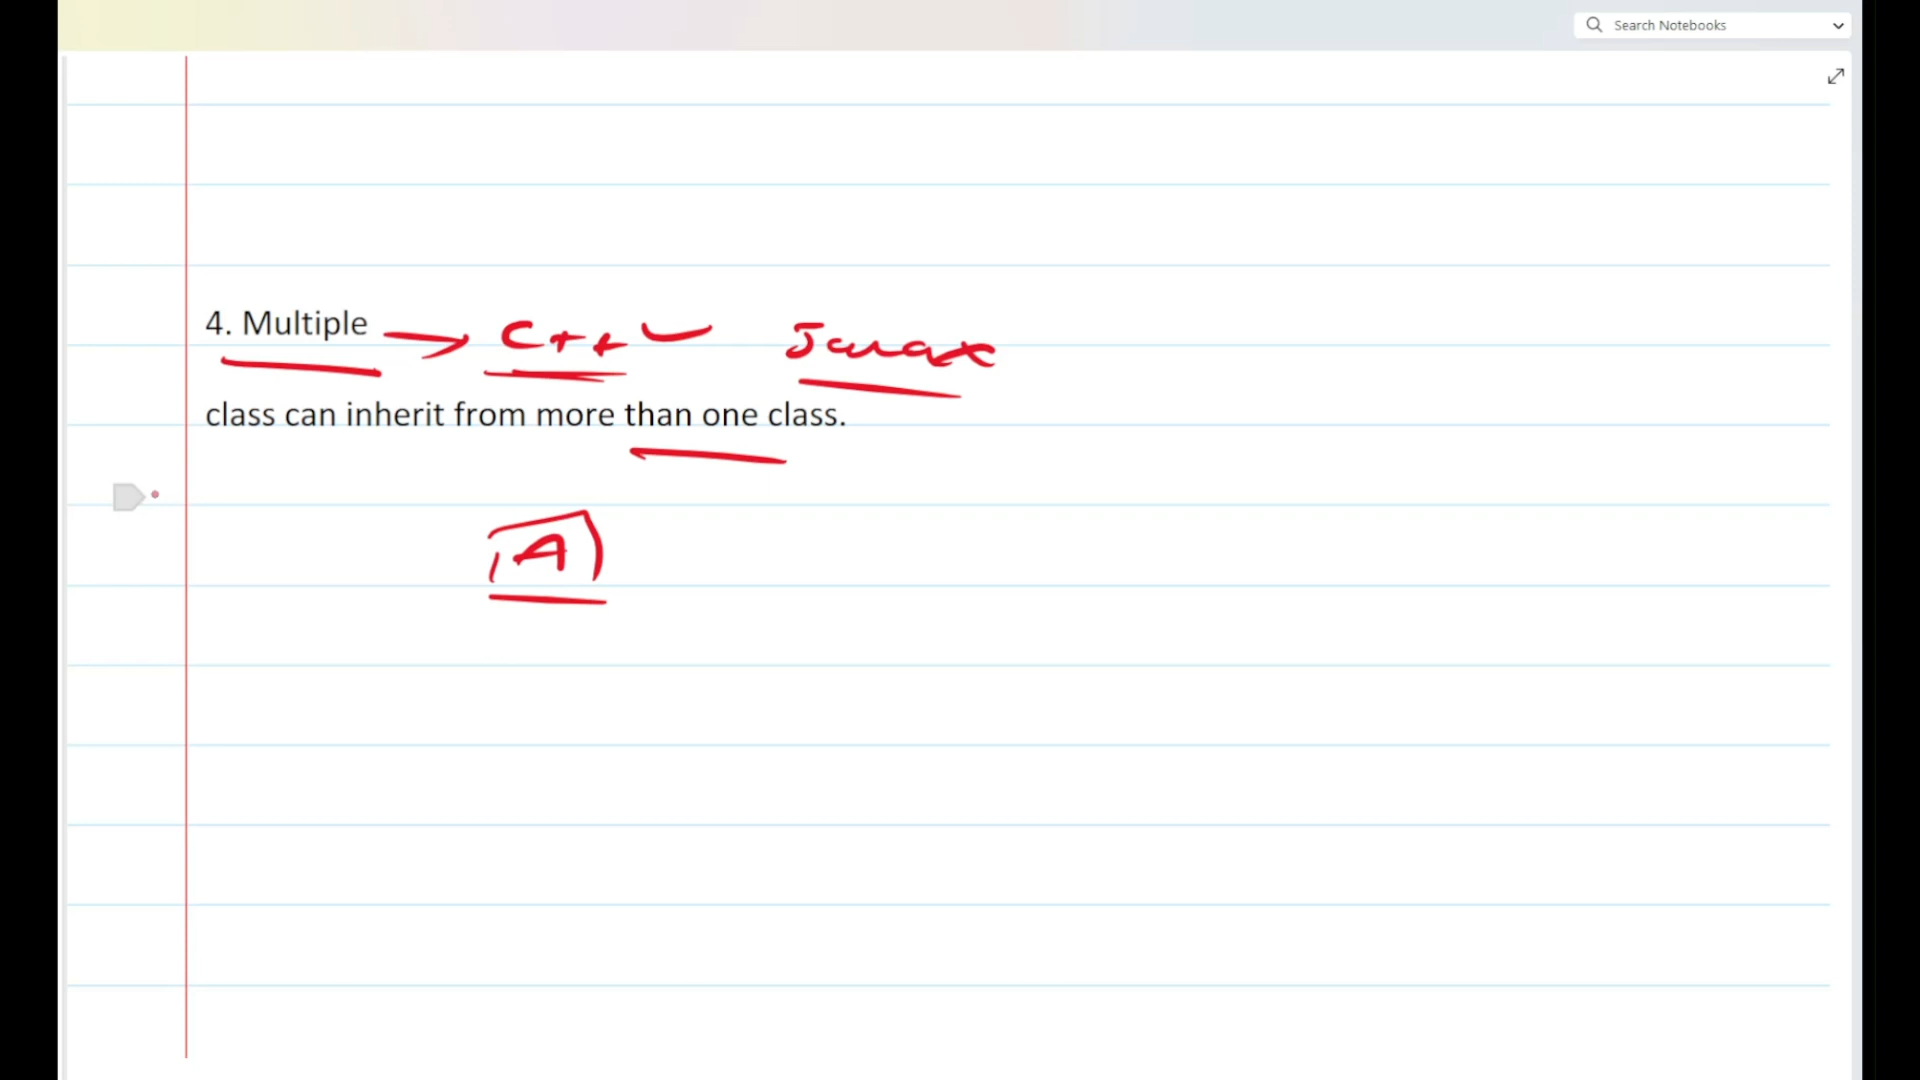 Search Notebooks
4. Multiple → C++ ✓ Java ×
class can inherit from more than one class.
A